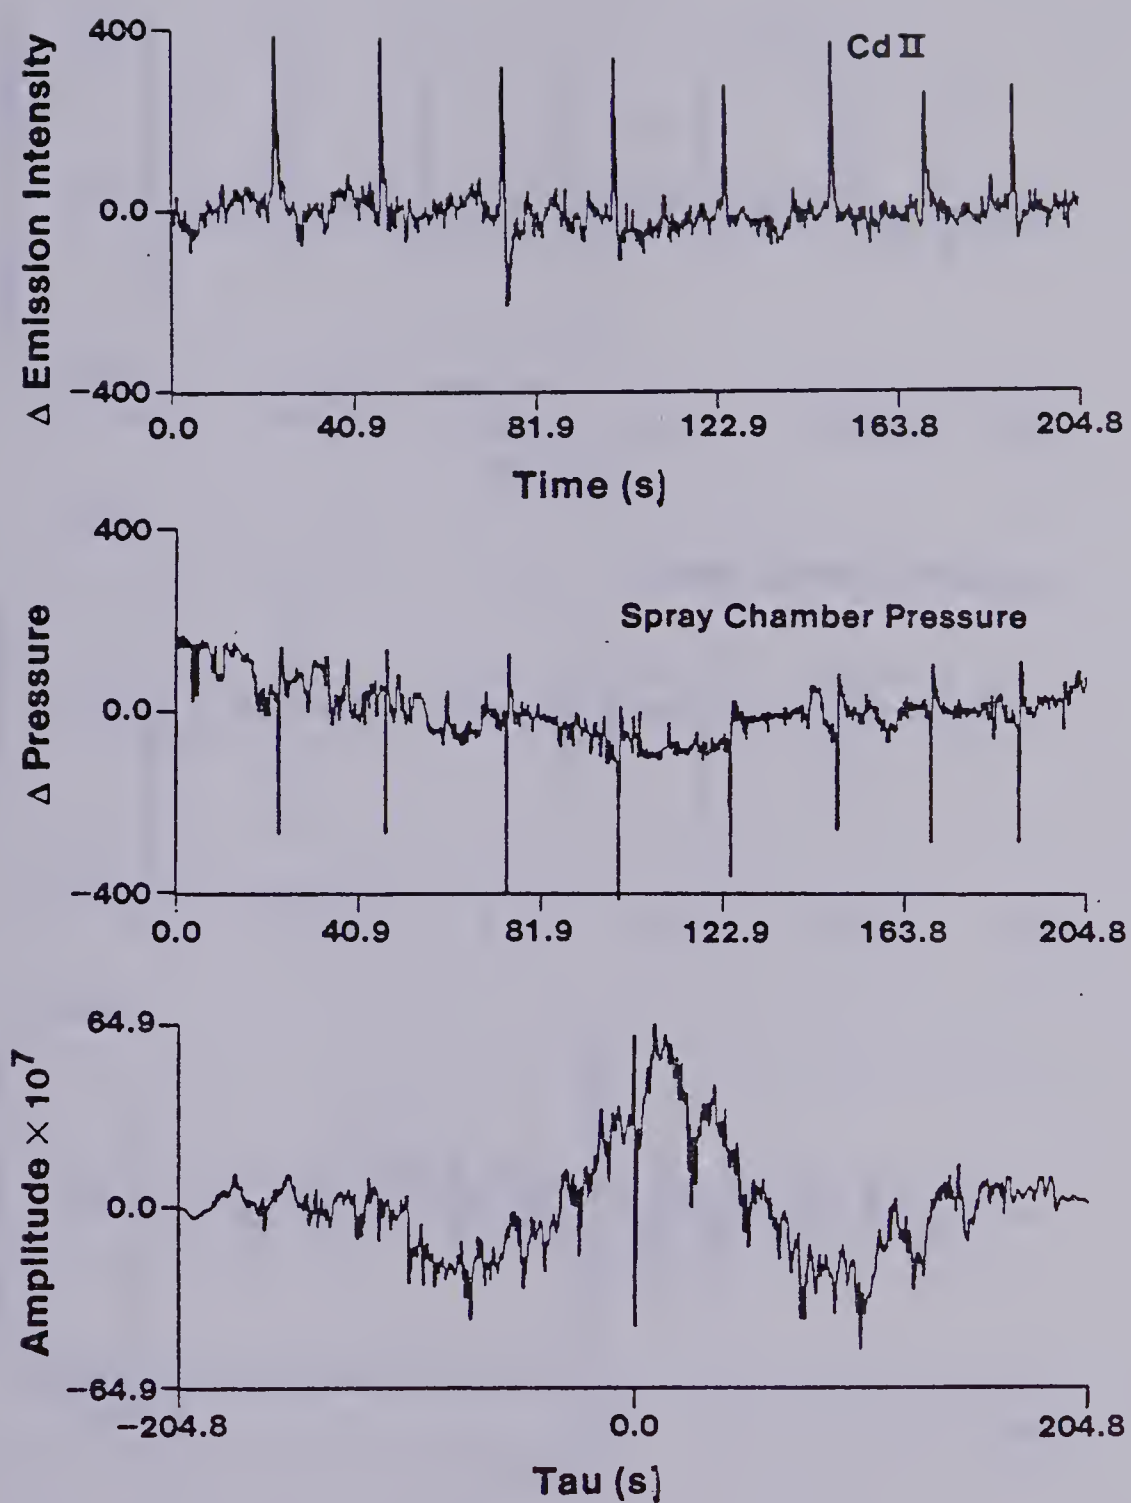 400
Cd II
0.0
-400
Δ Emission Intensity
0.0 40.9 81.9 122.9 163.8 204.8
Time (s)
400
Spray Chamber Pressure
0.0
-400
Δ Pressure
0.0 40.9 81.9 122.9 163.8 204.8
64.9
0.0
-64.9
Amplitude × 10⁷
-204.8 0.0 204.8
Tau (s)